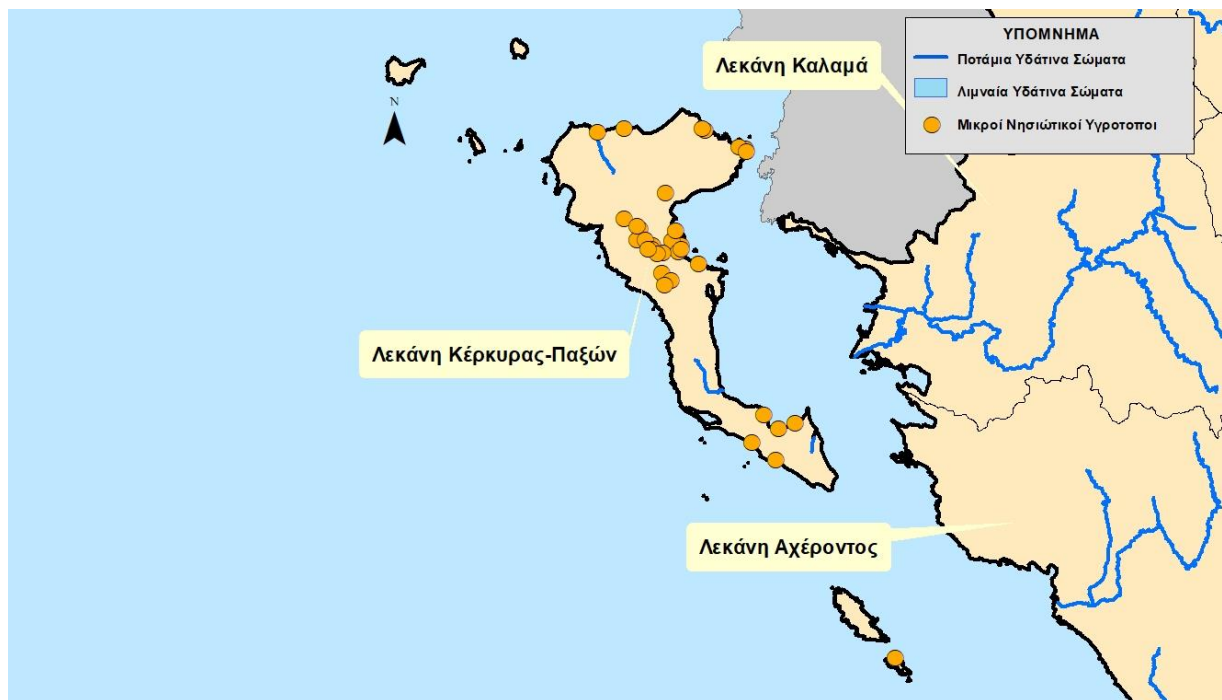 ΥΠΟΜΝΗΜΑ
Ποτάμια Υδάτινα Σώματα
Λιμναία Υδάτινα Σώματα
Μικροί Νησιώτικοί Υγροτοποι
Λεκάνη Καλαμά
N
Λεκάνη Κέρκυρας-Παξών
Λεκάνη Αχέροντος